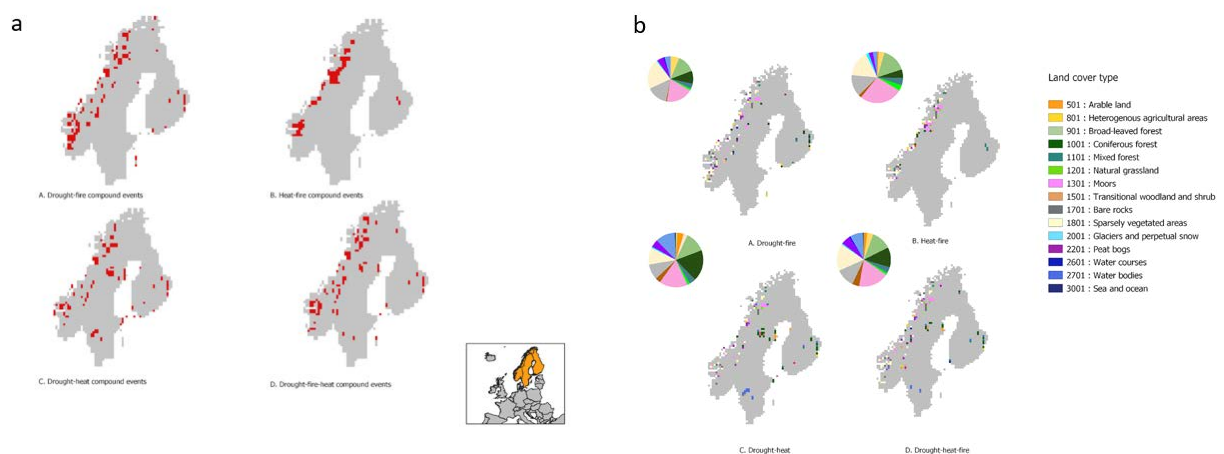 a
A. Drought-fire compound events
B. Heat-fire compound events
C. Drought-heat compound events
D. Drought-fire-heat compound events
b
A. Drought-fire
B. Heat-fire
C. Drought-heat
D. Drought-heat-fire
Land cover type
501 : Arable land
801 : Heterogenous agricultural areas
901 : Broad-leaved forest
1001 : Coniferous forest
1101 : Mixed forest
1201 : Natural grassland
1301 : Moors
1501 : Transitional woodland and shrub
1701 : Bare rocks
1801 : Sparsely vegetated areas
2001 : Glaciers and perpetual snow
2201 : Peat bogs
2601 : Water courses
2701 : Water bodies
3001 : Sea and ocean